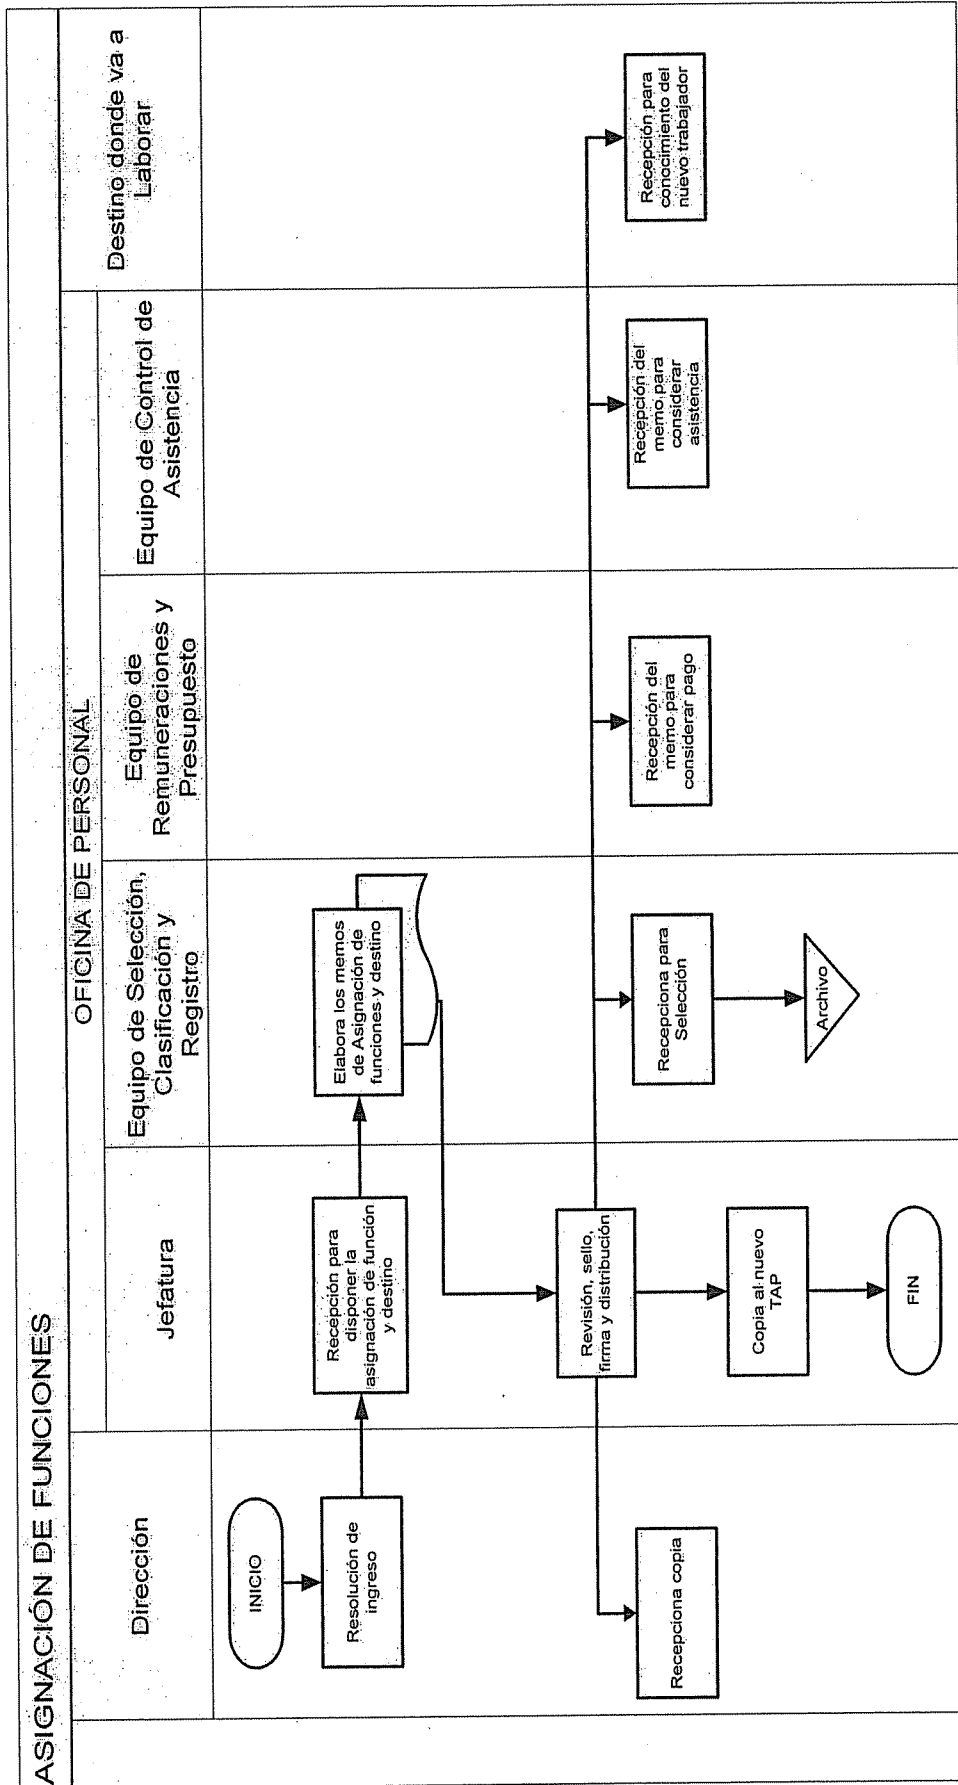 ASIGNACIÓN DE FUNCIONES
OFICINA DE PERSONAL
Dirección
Jefatura
Equipo de Selección,
Clasificación y
Registro
Equipo de
Remuneraciones y
Presupuesto
Equipo de Control de
Asistencia
Destino donde va a
Laborar
INICIO
Resolución de
ingreso
Recepción para
disponer la
asignación de función
y destino
Elabora los memos
de Asignación de
funciones y destino
Revisión, sello,
firma y distribución
Recepciona copia
Copia al nuevo
TAP
FIN
Recepciona para
Selección
Archivo
Recepción del
memo para
considerar pago
Recepción del
memo para
considerar
asistencia
Recepción para
conocimiento del
nuevo trabajador